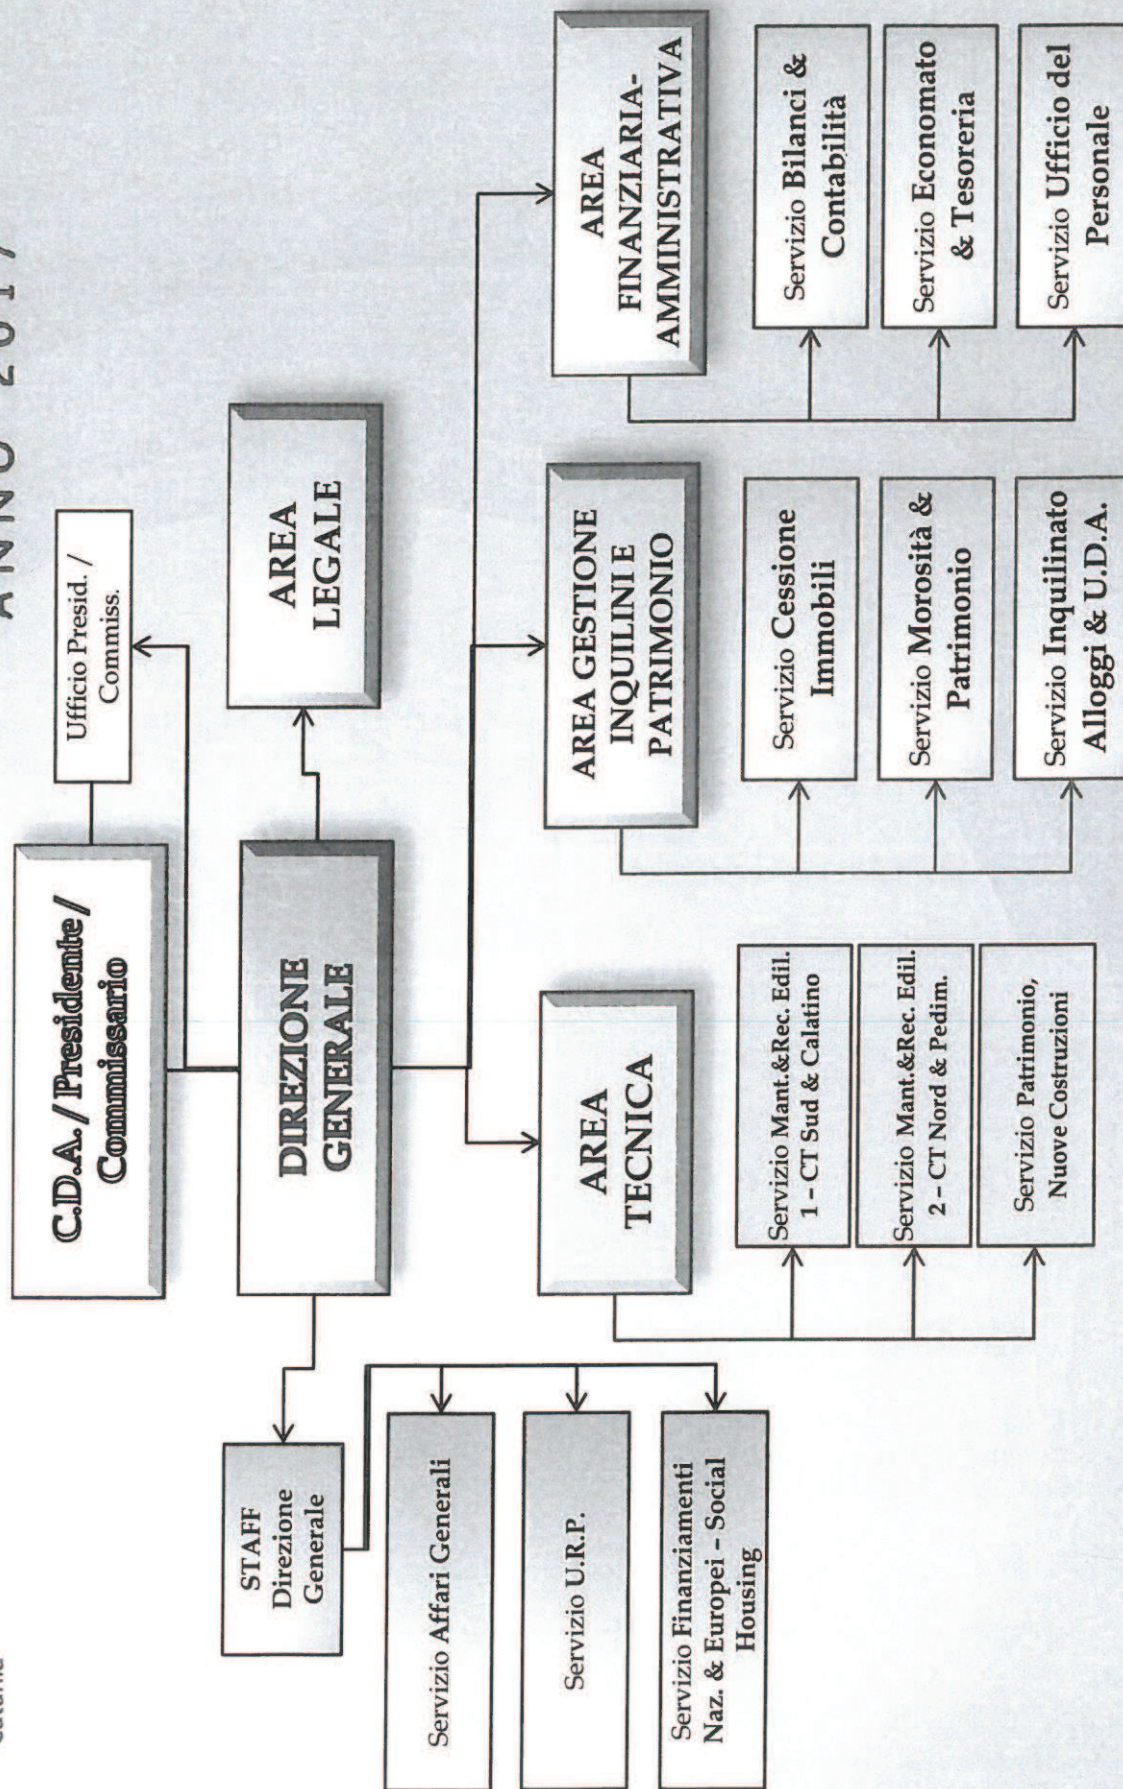 Catania
ANNO 2017
C.D.A./Presidente/
Commissario
Ufficio Presid. /
Commiss.
DIREZIONE
GENERALE
AREA
LEGALE
STAFF
Direzione
Generale
Servizio Affari Generali
Servizio U.R.P.
Servizio Finanziamenti
Naz. & Europei – Social
Housing
AREA
TECNICA
Servizio Mant.&Rec. Edil.
1 – CT Sud & Calatino
Servizio Mant.&Rec. Edil.
2 – CT Nord & Pedim.
Servizio Patrimonio,
Nuove Costruzioni
AREA GESTIONE
INQUILINI E
PATRIMONIO
Servizio Cessione
Immobili
Servizio Morosità &
Patrimonio
Servizio Inquilinato
Alloggi & U.D.A.
AREA
FINANZIARIA-
AMMINISTRATIVA
Servizio Bilanci &
Contabilità
Servizio Economato
& Tesoreria
Servizio Ufficio del
Personale